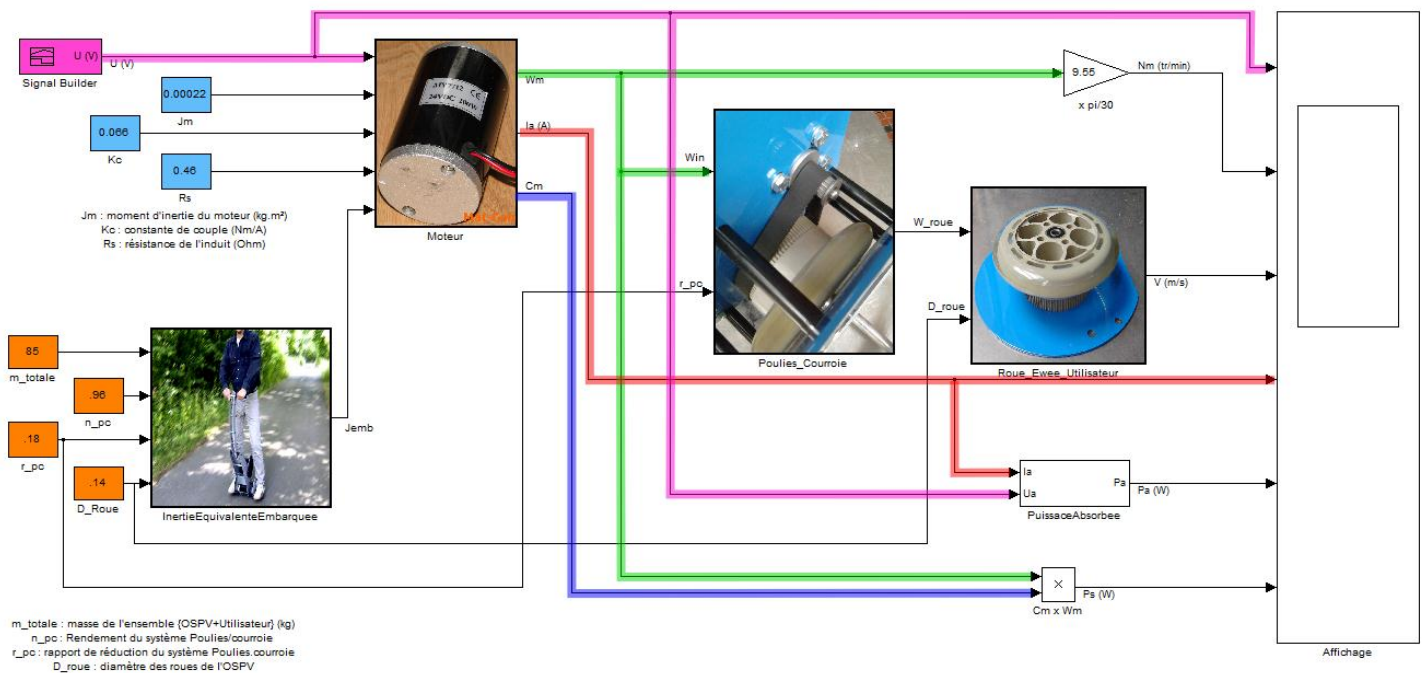 U (V)
U (V)
Signal Builder
0.00022
Jm
0.066
Kc
0.46
Rs
Jm : moment d'inertie du moteur (kg.m²)
Kc : constante de couple (Nm/A)
Rs : résistance de l'induit (Ohm)
24VDC
Wm
Ia (A)
Cm
Moteur
9.55
x pi/30
Nm (tr/min)
Win
r_pc
Poulies_Courroie
W_roue
D_roue
Roue_Ewee_Utilisateur
V (m/s)
85
m_totale
.96
n_pc
.18
r_pc
.14
D_Roue
InertieEquivalenteEmbarquee
Jemb
Ia
Ua
Pa
PuissaceAbsorbee
Pa (W)
×
Cm x Wm
Ps (W)
Affichage
m_totale : masse de l'ensemble {OSPV+Utilisateur} (kg)
n_pc : Rendement du système Poulies/courroie
r_pc : rapport de réduction du système Poulies.courroie
D_roue : diamètre des roues de l'OSPV